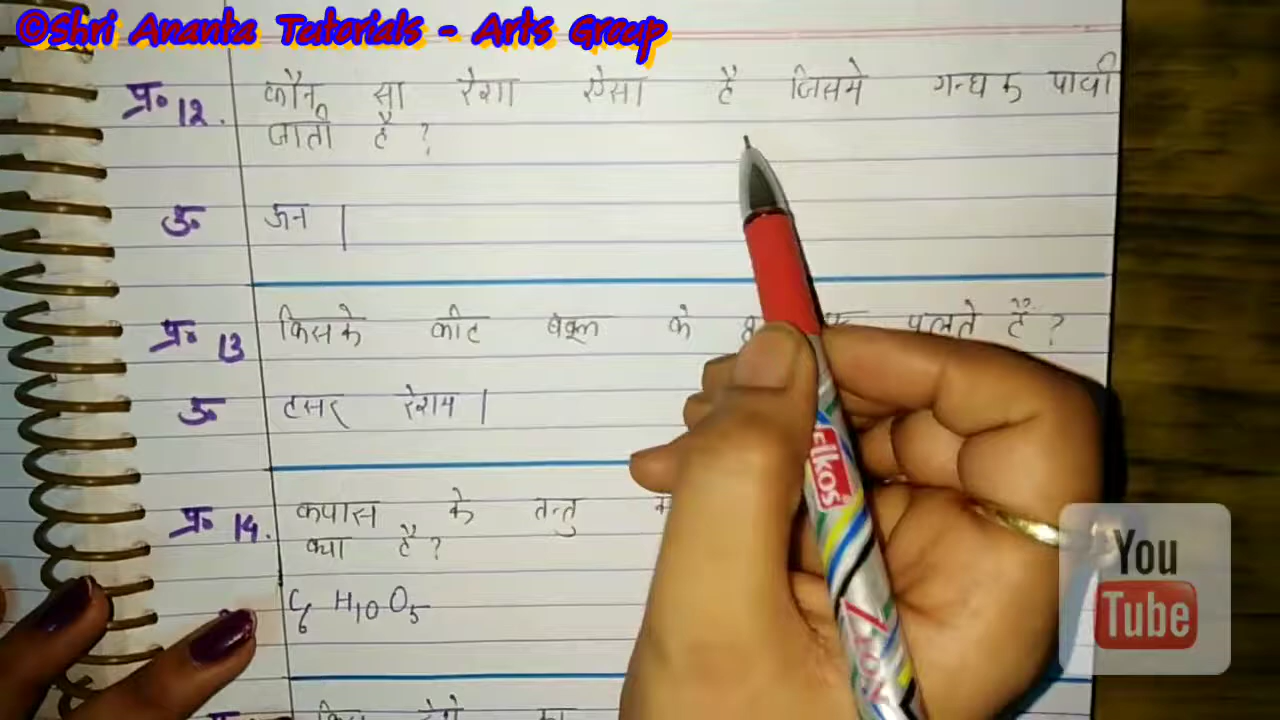 ©Shri Ananta Tutorials - Arts Group
प्र० 12. कौन सा रेशा ऐसा है जिसमे गन्धक पायी
जाती है ?
उ० ऊन |
प्र० 13 किसके कीट बबूल के पलते हैं ?
उ० टसर रेशम |
प्र० 14. कपास के तन्तु
क्या है ?
C6 H10 O5
elkos
You
Tube